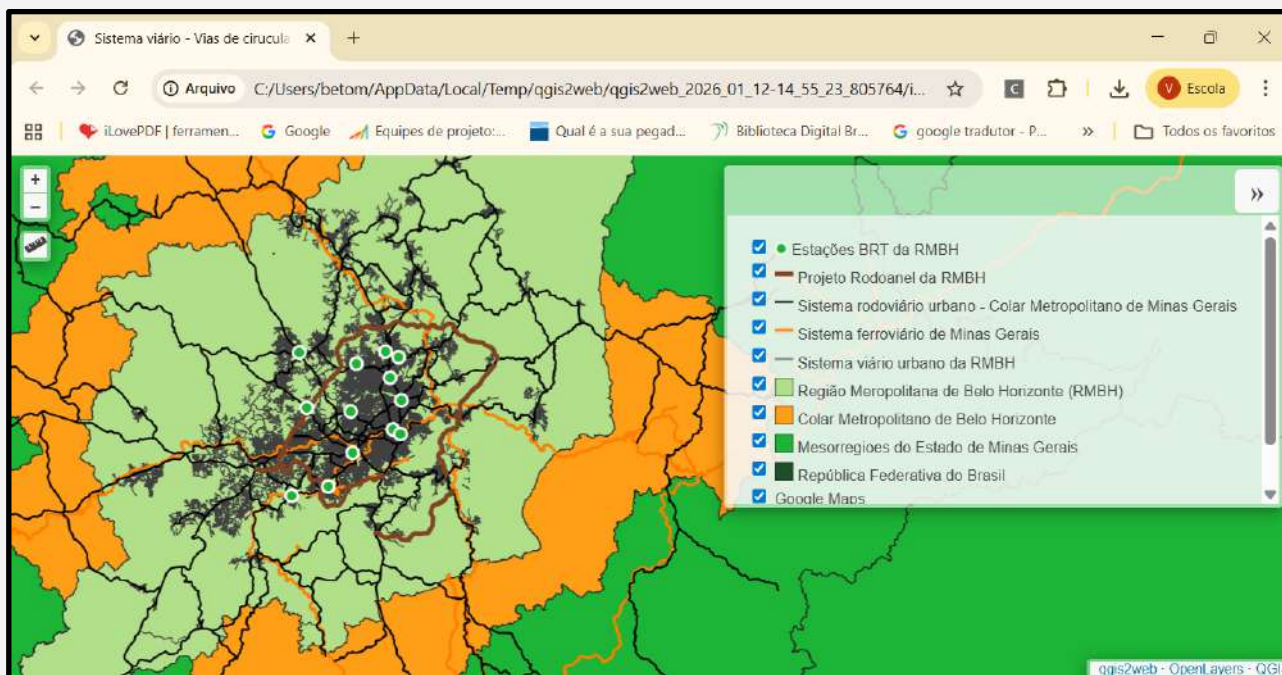 Sistema viário - Vias de cirucula
Arquivo C:/Users/betom/AppData/Local/Temp/qgis2web/qgis2web_2026_01_12-14_55_23_805764/i... C V Escola
iLovePDF | ferramen... Google Equipes de projeto:... Qual é a sua pegad... Biblioteca Digital Br... google tradutor - P... » Todos os favoritos
+
−
»
Estações BRT da RMBH
Projeto Rodoanel da RMBH
Sistema rodoviário urbano - Colar Metropolitano de Minas Gerais
Sistema ferroviário de Minas Gerais
Sistema viário urbano da RMBH
Região Meropolitana de Belo Horizonte (RMBH)
Colar Metropolitano de Belo Horizonte
Mesorregioes do Estado de Minas Gerais
República Federativa do Brasil
Google Maps
qgis2web · OpenLayers · QGI